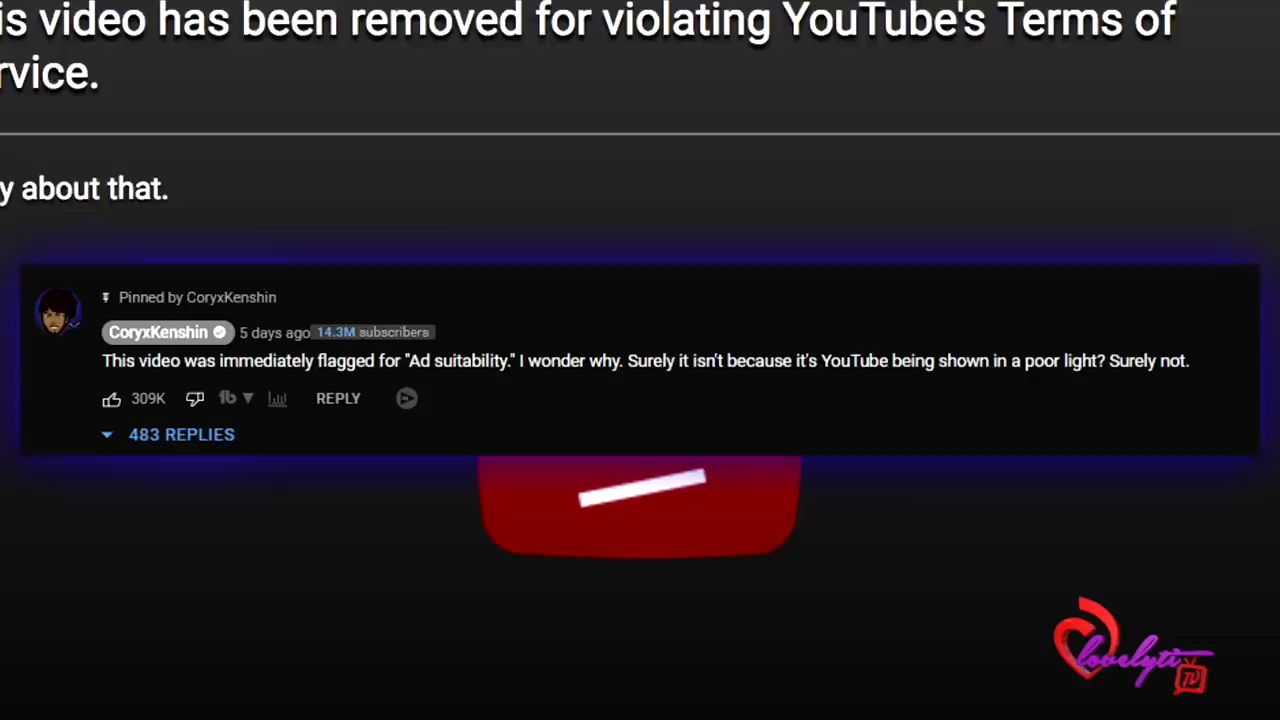 is video has been removed for violating YouTube's Terms of
rvice.
y about that.
Pinned by CoryxKenshin
CoryxKenshin 5 days ago 14.3M subscribers
This video was immediately flagged for "Ad suitability." I wonder why. Surely it isn't because it's YouTube being shown in a poor light? Surely not.
309K REPLY
483 REPLIES
lovelyti
TV